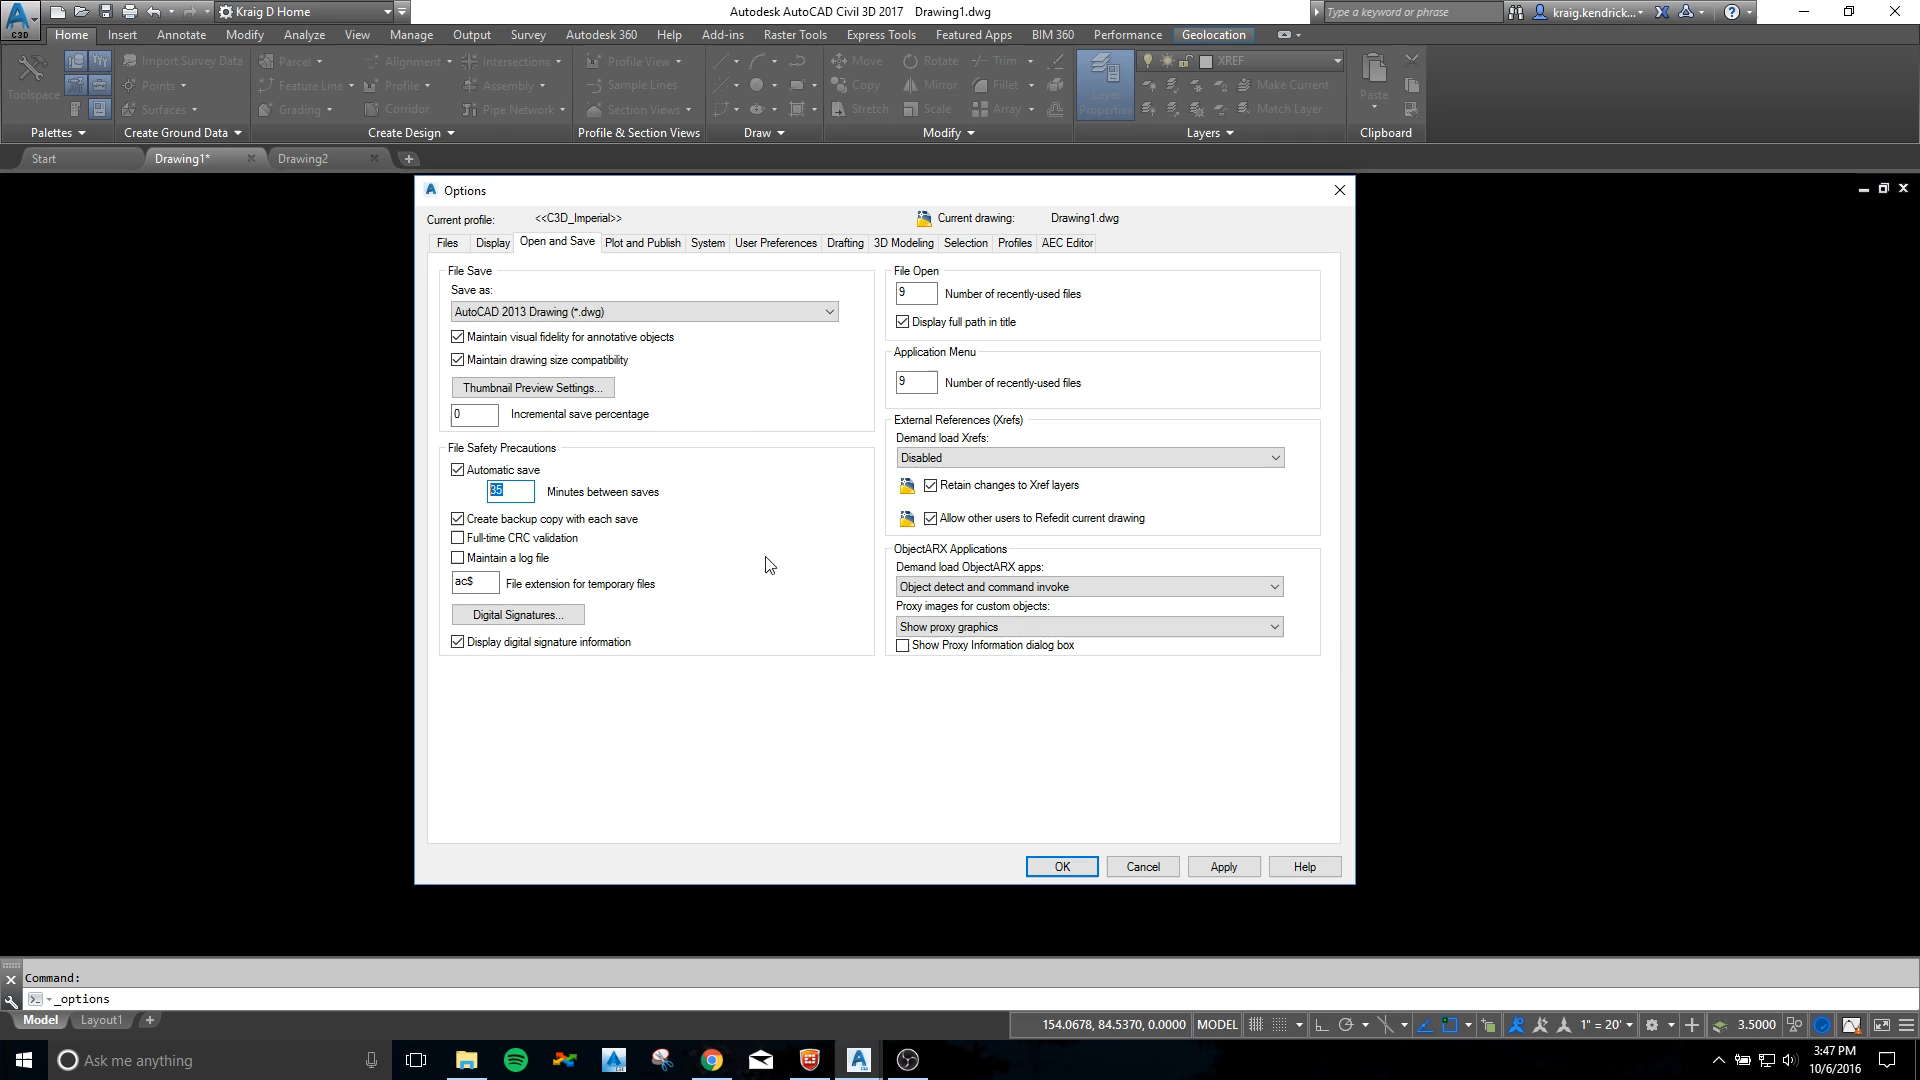 C3D
Kraig D Home
Autodesk AutoCAD Civil 3D 2017 Drawing1.dwg
Type a keyword or phrase
kraig.kendrick...
Home Insert Annotate Modify Analyze View Manage Output Survey Autodesk 360 Help Add-ins Raster Tools Express Tools Featured Apps BIM 360 Performance Geolocation
Import Survey Data Parcel Alignment Intersections Profile View Move Rotate Trim XREF
Toolspace Points Feature Line Profile Assembly Sample Lines Copy Mirror Fillet Layer Properties Make Current Paste
Surfaces Grading Corridor Pipe Network Section Views Stretch Scale Array Match Layer
Palettes Create Ground Data Create Design Profile & Section Views Draw Modify Layers Clipboard
Start Drawing1* Drawing2
Options
Current profile: <<C3D_Imperial>> Current drawing: Drawing1.dwg
Files Display Open and Save Plot and Publish System User Preferences Drafting 3D Modeling Selection Profiles AEC Editor
File Save
Save as:
AutoCAD 2013 Drawing (*.dwg)
Maintain visual fidelity for annotative objects
Maintain drawing size compatibility
Thumbnail Preview Settings...
0 Incremental save percentage
File Safety Precautions
Automatic save
35 Minutes between saves
Create backup copy with each save
Full-time CRC validation
Maintain a log file
ac$ File extension for temporary files
Digital Signatures...
Display digital signature information
File Open
9 Number of recently-used files
Display full path in title
Application Menu
9 Number of recently-used files
External References (Xrefs)
Demand load Xrefs:
Disabled
Retain changes to Xref layers
Allow other users to Refedit current drawing
ObjectARX Applications
Demand load ObjectARX apps:
Object detect and command invoke
Proxy images for custom objects:
Show proxy graphics
Show Proxy Information dialog box
OK Cancel Apply Help
Command:
_options
Model Layout1
154.0678, 84.5370, 0.0000 MODEL 1" = 20' 3.5000
Ask me anything
3:47 PM
10/6/2016